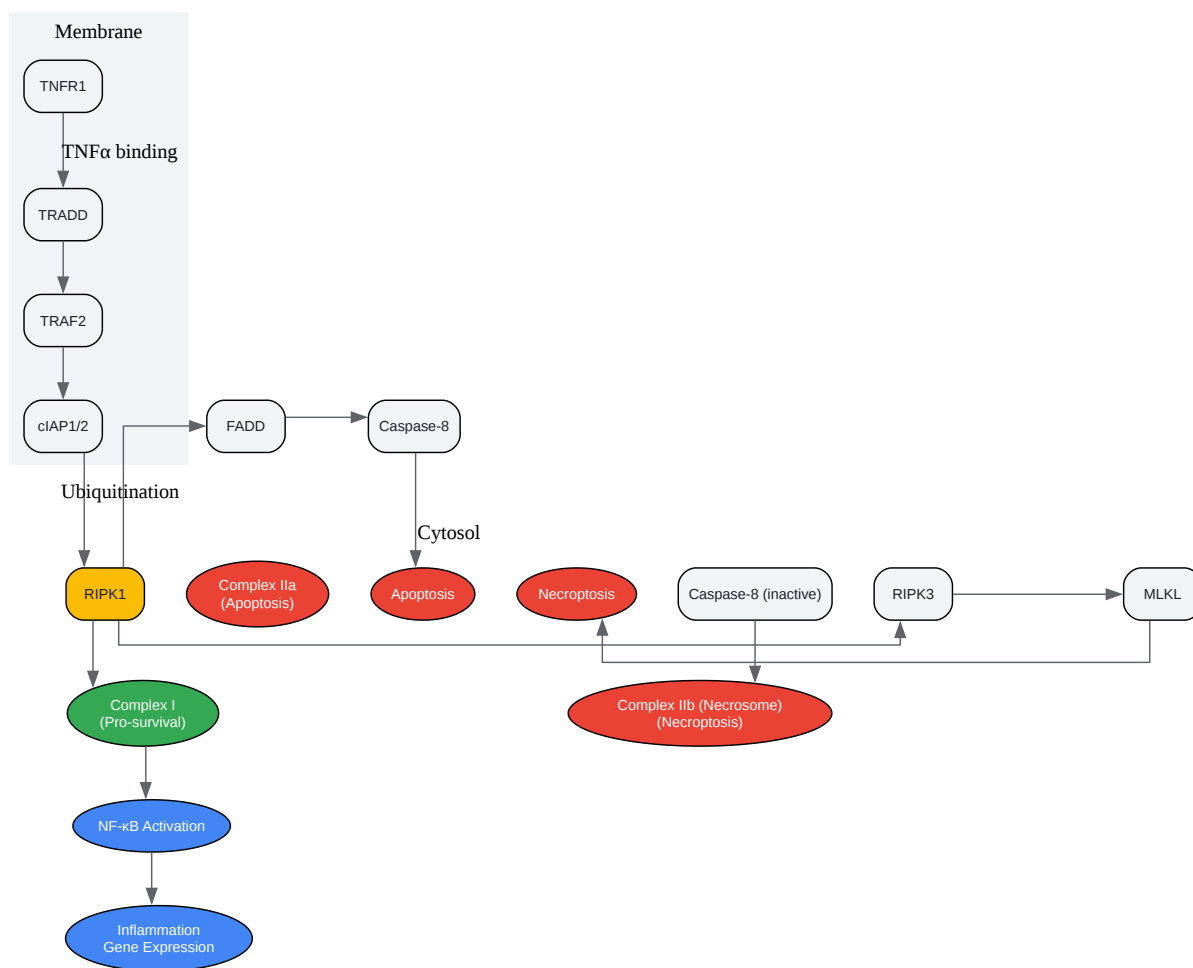 Membrane
TNFR1
TNFα binding
TRADD
TRAF2
cIAP1/2
FADD
Caspase-8
Ubiquitination
Cytosol
RIPK1
Complex IIa
(Apoptosis)
Apoptosis
Necroptosis
Caspase-8 (inactive)
RIPK3
MLKL
Complex I
(Pro-survival)
Complex IIb (Necrosome)
(Necroptosis)
NF-κB Activation
Inflammation
Gene Expression